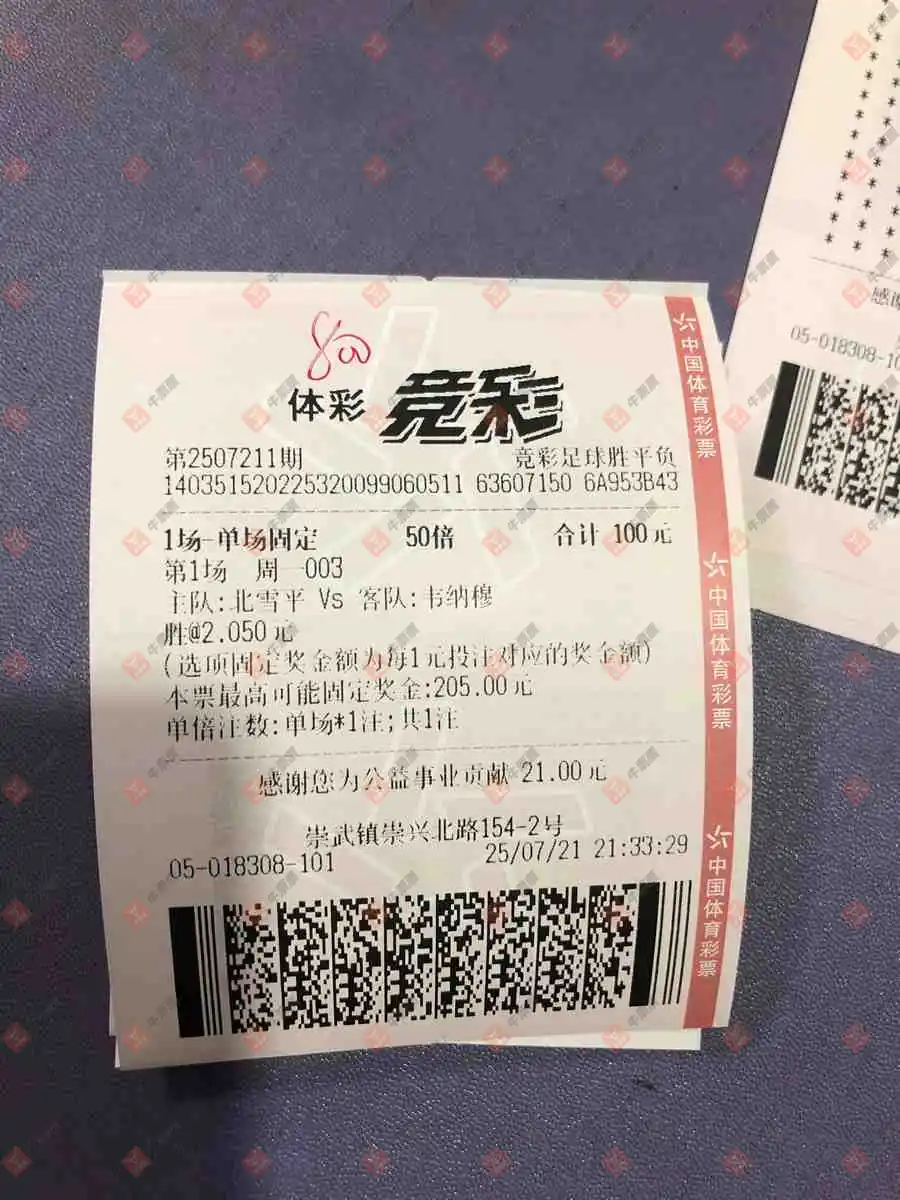 800
体彩 竞彩
第2507211期 竞彩足球胜平负
140351520225320099060511 63607150 6A953B43
1场-单场固定 50倍 合计 100元
第1场 周一003
主队:北雪平 Vs 客队:韦纳穆
胜@2.050元
(选项固定奖金额为每1元投注对应的奖金额)
本票最高可能固定奖金:205.00元
单倍注数:单场*1注;共1注
感谢您为公益事业贡献 21.00元
崇武镇崇兴北路154-2号
05-018308-101 25/07/21 21:33:29
中国体育彩票
中国体育彩票
中国体育彩票
感谢
05-018308-10